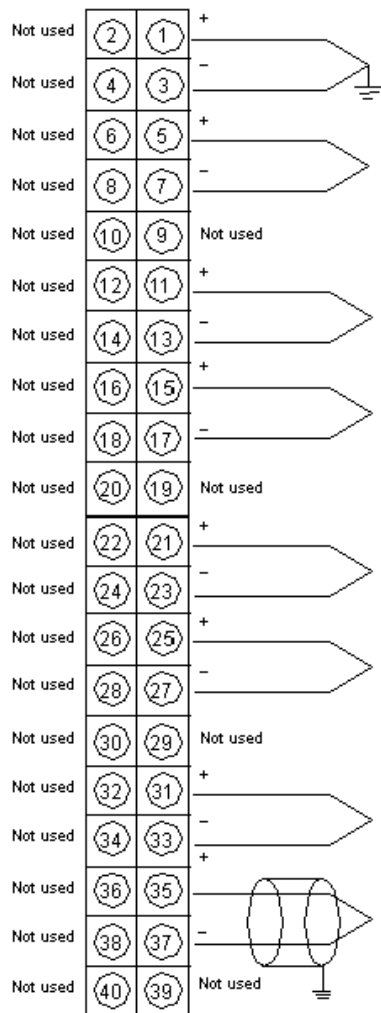 Not used 2 1 +
Not used 4 3 −
Not used 6 5 +
Not used 8 7 −
Not used 10 9 Not used
Not used 12 11 +
Not used 14 13 −
Not used 16 15 +
Not used 18 17 −
Not used 20 19 Not used
Not used 22 21 +
Not used 24 23 −
Not used 26 25 +
Not used 28 27 −
Not used 30 29 Not used
Not used 32 31 +
Not used 34 33 −
Not used 36 35 +
Not used 38 37 −
Not used 40 39 Not used